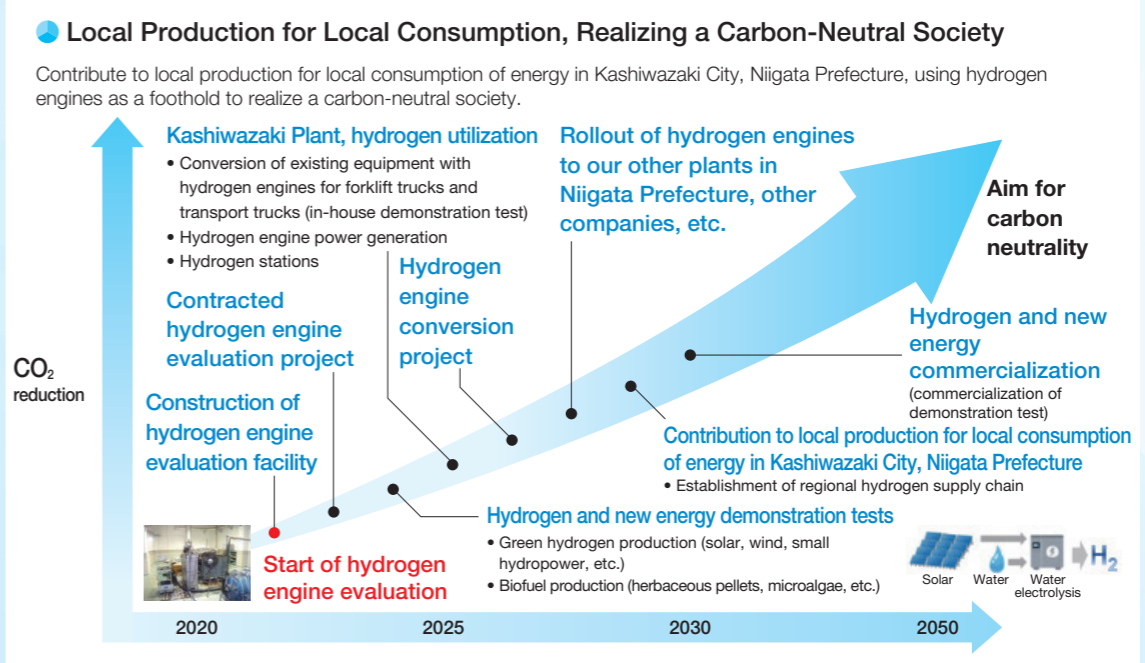 Local Production for Local Consumption, Realizing a Carbon-Neutral Society
Contribute to local production for local consumption of energy in Kashiwazaki City, Niigata Prefecture, using hydrogen
engines as a foothold to realize a carbon-neutral society.
Kashiwazaki Plant, hydrogen utilization
• Conversion of existing equipment with
hydrogen engines for forklift trucks and
transport trucks (in-house demonstration test)
• Hydrogen engine power generation
• Hydrogen stations
Rollout of hydrogen engines
to our other plants in
Niigata Prefecture, other
companies, etc.
Aim for
carbon
neutrality
Hydrogen
engine
conversion
project
Contracted
hydrogen engine
evaluation project
Hydrogen and new
energy
commercialization
(commercialization of
demonstration test)
CO₂
reduction
Construction of
hydrogen engine
evaluation facility
Contribution to local production for local consumption
of energy in Kashiwazaki City, Niigata Prefecture
• Establishment of regional hydrogen supply chain
Hydrogen and new energy demonstration tests
• Green hydrogen production (solar, wind, small
hydropower, etc.)
• Biofuel production (herbaceous pellets, microalgae, etc.)
Start of hydrogen
engine evaluation
H₂
Solar
Water
Water
electrolysis
2020
2025
2030
2050